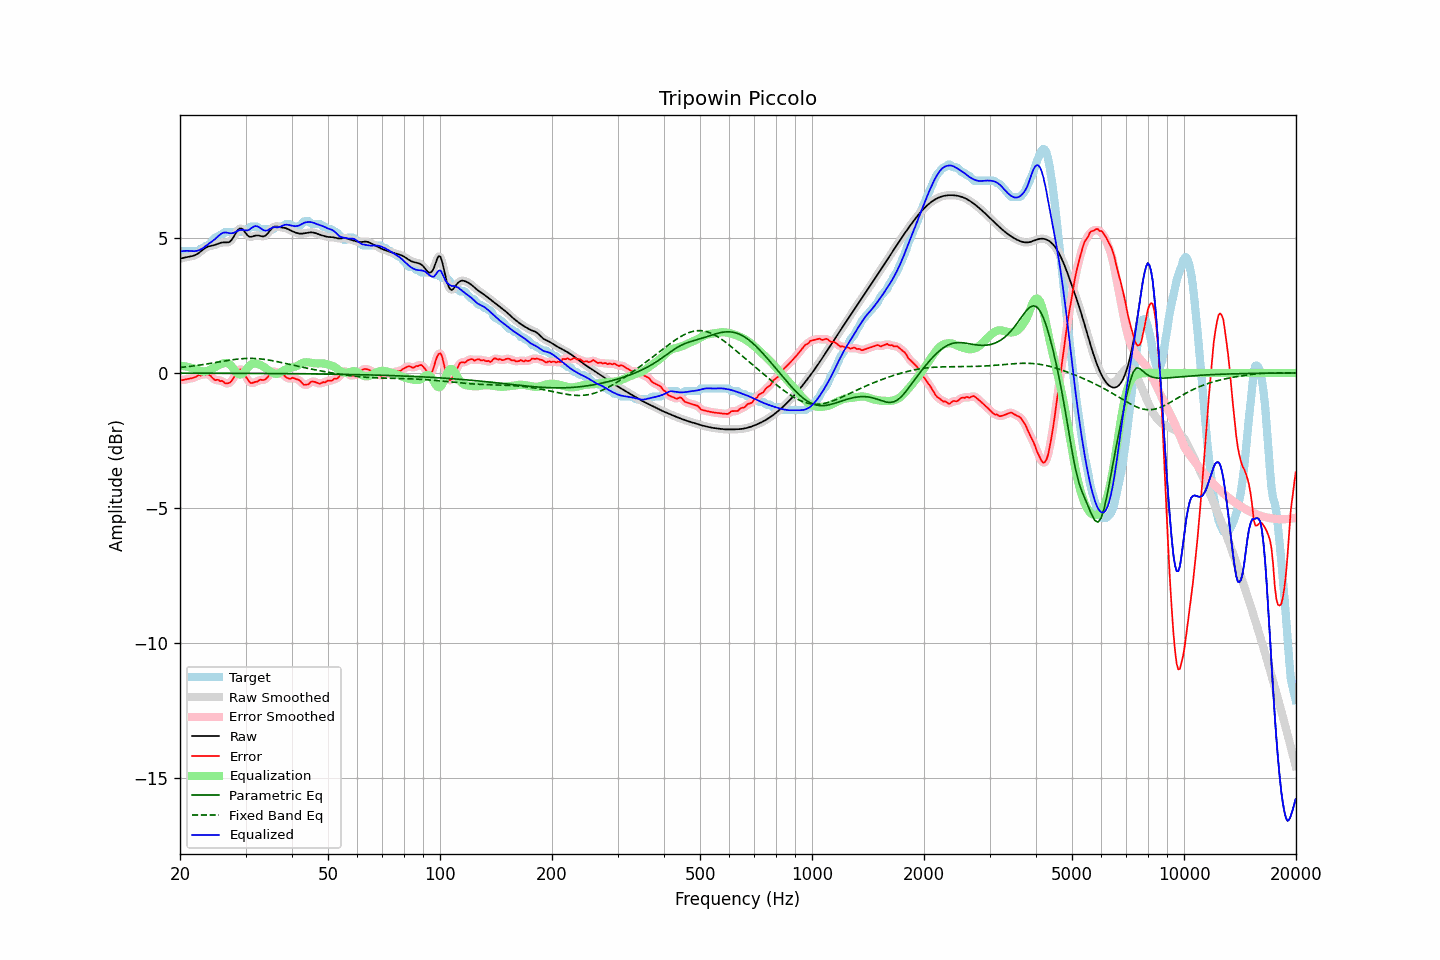 Tripowin Piccolo
Amplitude (dBr)
5
0
−5
−10
−15
Target
Raw Smoothed
Error Smoothed
Raw
Error
Equalization
Parametric Eq
Fixed Band Eq
Equalized
20 50 100 200 500 1000 2000 5000 10000 20000
Frequency (Hz)